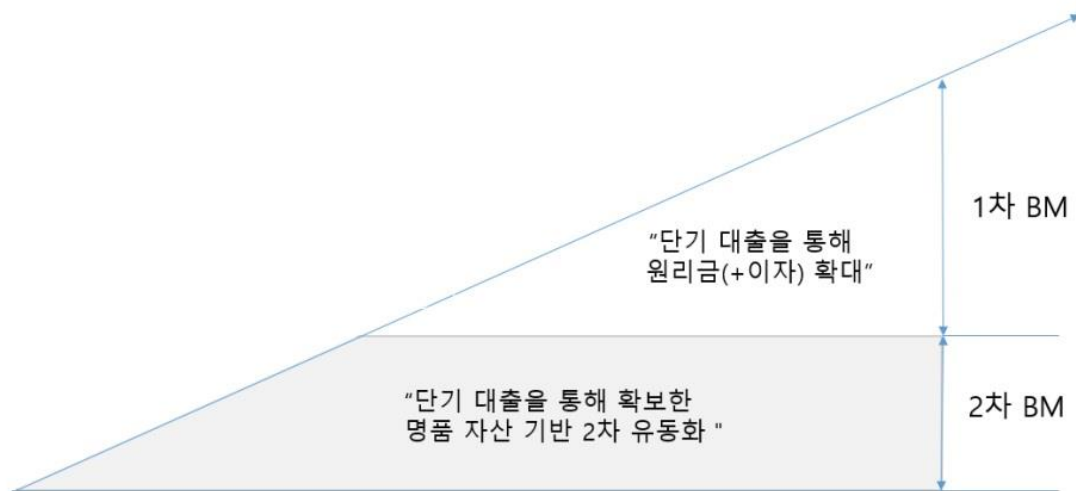 1차 BM
"단기 대출을 통해
원리금(+이자) 확대"
"단기 대출을 통해 확보한
명품 자산 기반 2차 유동화 "
2차 BM